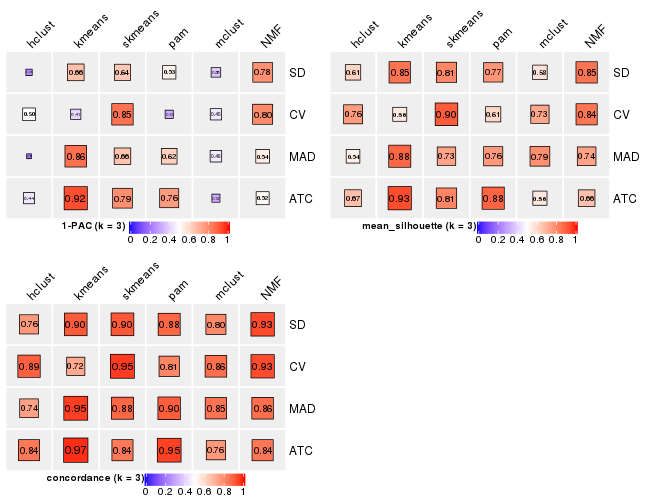 hclust kmeans skmeans pam mclust NMF
0.66 0.64 0.53 0.78 SD
0.50 0.41 0.85 0.45 0.80 CV
0.86 0.66 0.62 0.46 0.54 MAD
0.44 0.92 0.79 0.76 0.52 ATC
1-PAC (k = 3)
0 0.2 0.4 0.6 0.8 1
hclust kmeans skmeans pam mclust NMF
0.61 0.85 0.81 0.77 0.58 0.85 SD
0.76 0.56 0.90 0.61 0.73 0.84 CV
0.54 0.88 0.73 0.76 0.79 0.74 MAD
0.67 0.93 0.81 0.88 0.56 0.66 ATC
mean_silhouette (k = 3)
0 0.2 0.4 0.6 0.8 1
hclust kmeans skmeans pam mclust NMF
0.76 0.90 0.90 0.88 0.80 0.93 SD
0.89 0.72 0.95 0.81 0.86 0.93 CV
0.74 0.95 0.88 0.90 0.85 0.86 MAD
0.84 0.97 0.84 0.95 0.76 0.84 ATC
concordance (k = 3)
0 0.2 0.4 0.6 0.8 1